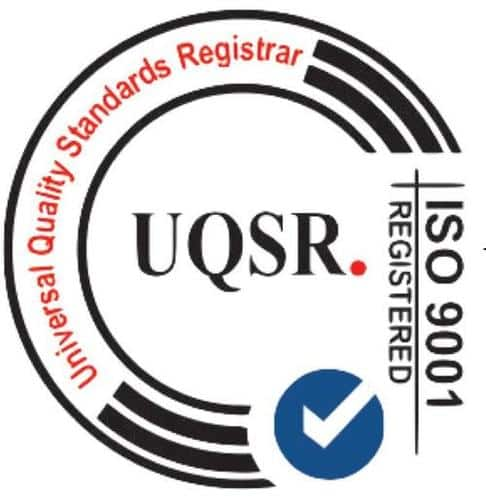 Universal Quality Standards Registrar
UQSR.
ISO 9001
REGISTERED